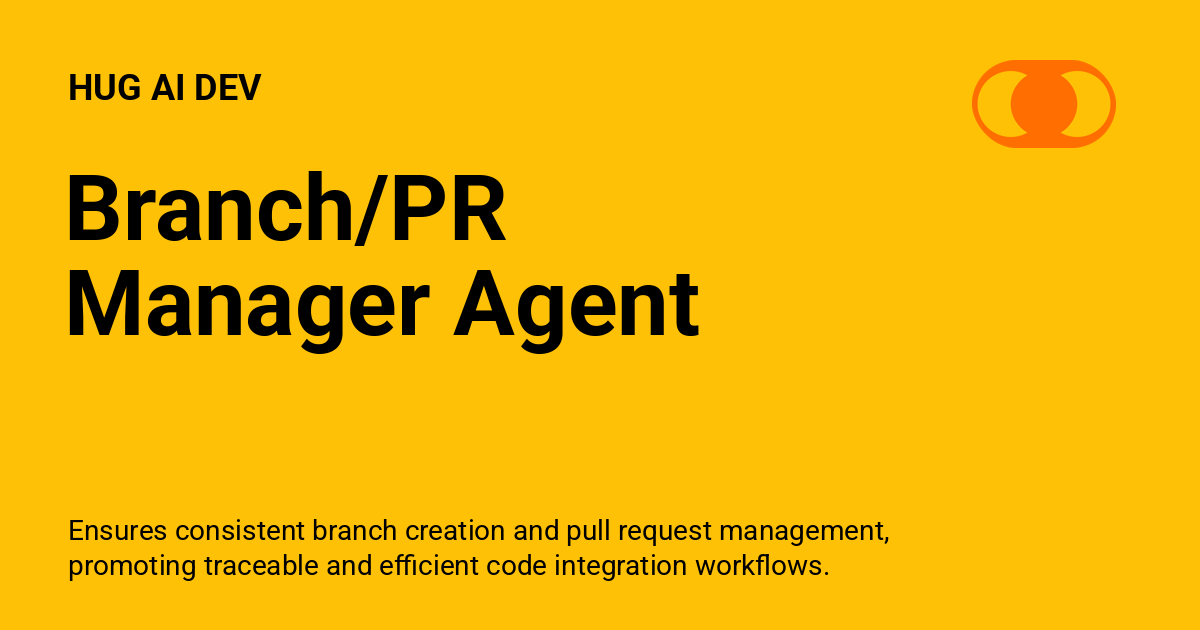 HUG AI DEV
Branch/PR
Manager Agent
Ensures consistent branch creation and pull request management,
promoting traceable and efficient code integration workflows.